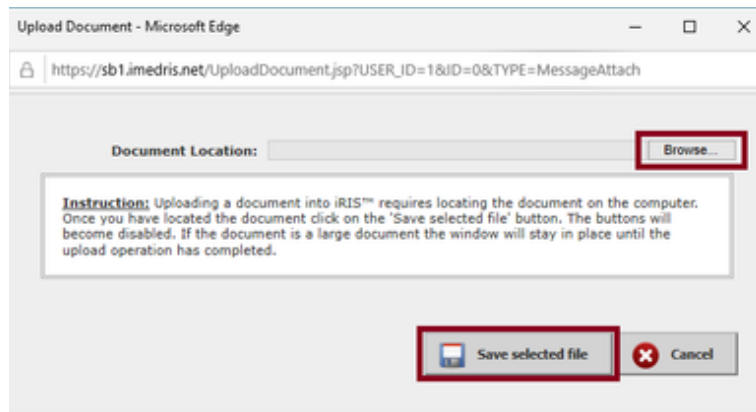 Upload Document - Microsoft Edge
https://sb1.imedris.net/UploadDocument.jsp?USER_ID=1&ID=0&TYPE=MessageAttach
Document Location: Browse...
Instruction: Uploading a document into iRIS™ requires locating the document on the computer.
Once you have located the document click on the 'Save selected file' button. The buttons will
become disabled. If the document is a large document the window will stay in place until the
upload operation has completed.
Save selected file Cancel